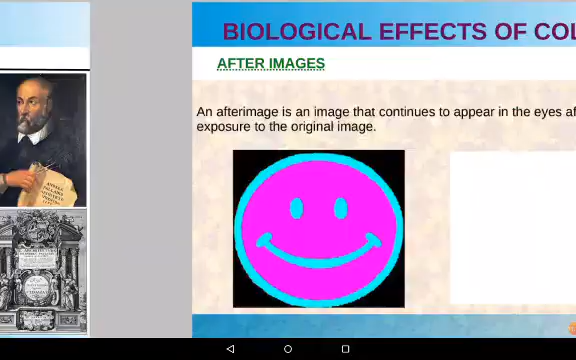 BIOLOGICAL EFFECTS OF COL
AFTER IMAGES
An afterimage is an image that continues to appear in the eyes af
exposure to the original image.